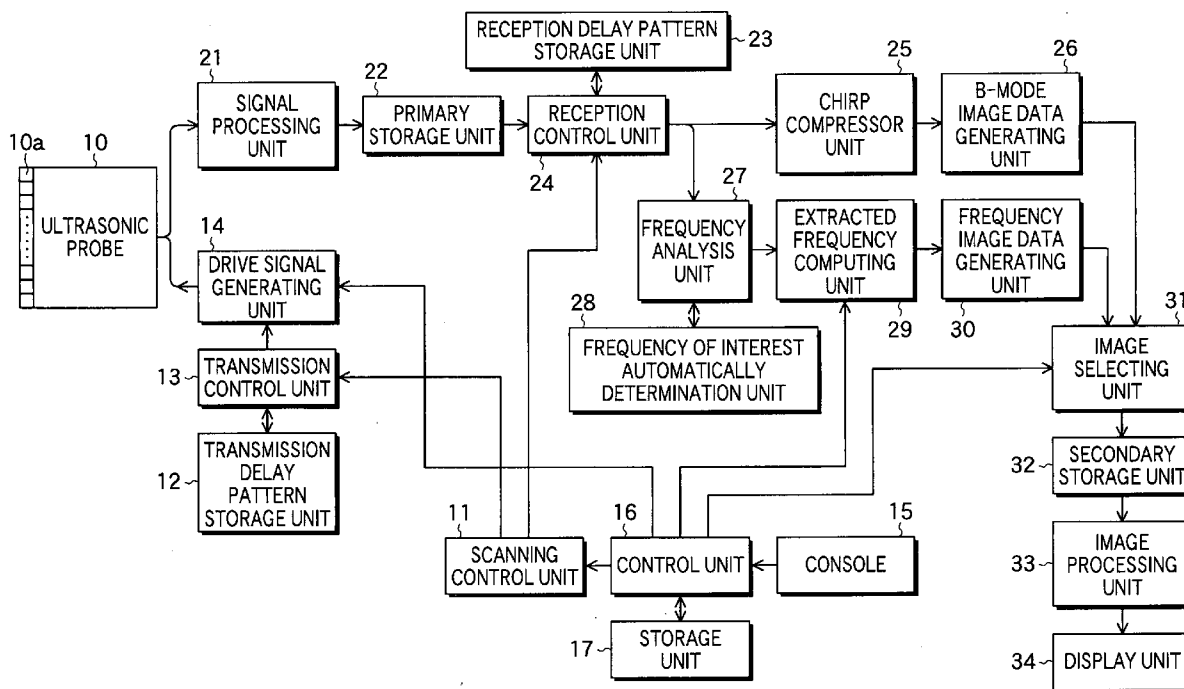 RECEPTION DELAY PATTERN
STORAGE UNIT
23
21
SIGNAL
PROCESSING
UNIT
22
PRIMARY
STORAGE UNIT
RECEPTION
CONTROL UNIT
24
25
CHIRP
COMPRESSOR
UNIT
26
B-MODE
IMAGE DATA
GENERATING
UNIT
10a
10
ULTRASONIC
PROBE
14
DRIVE SIGNAL
GENERATING
UNIT
27
FREQUENCY
ANALYSIS
UNIT
EXTRACTED
FREQUENCY
COMPUTING
UNIT
29
FREQUENCY
IMAGE DATA
GENERATING
UNIT
30
28
FREQUENCY OF INTEREST
AUTOMATICALLY
DETERMINATION UNIT
31
IMAGE
SELECTING
UNIT
13
TRANSMISSION
CONTROL UNIT
12
TRANSMISSION
DELAY
PATTERN
STORAGE UNIT
32
SECONDARY
STORAGE UNIT
11
SCANNING
CONTROL UNIT
16
CONTROL UNIT
15
CONSOLE
33
IMAGE
PROCESSING
UNIT
17
STORAGE
UNIT
34
DISPLAY UNIT